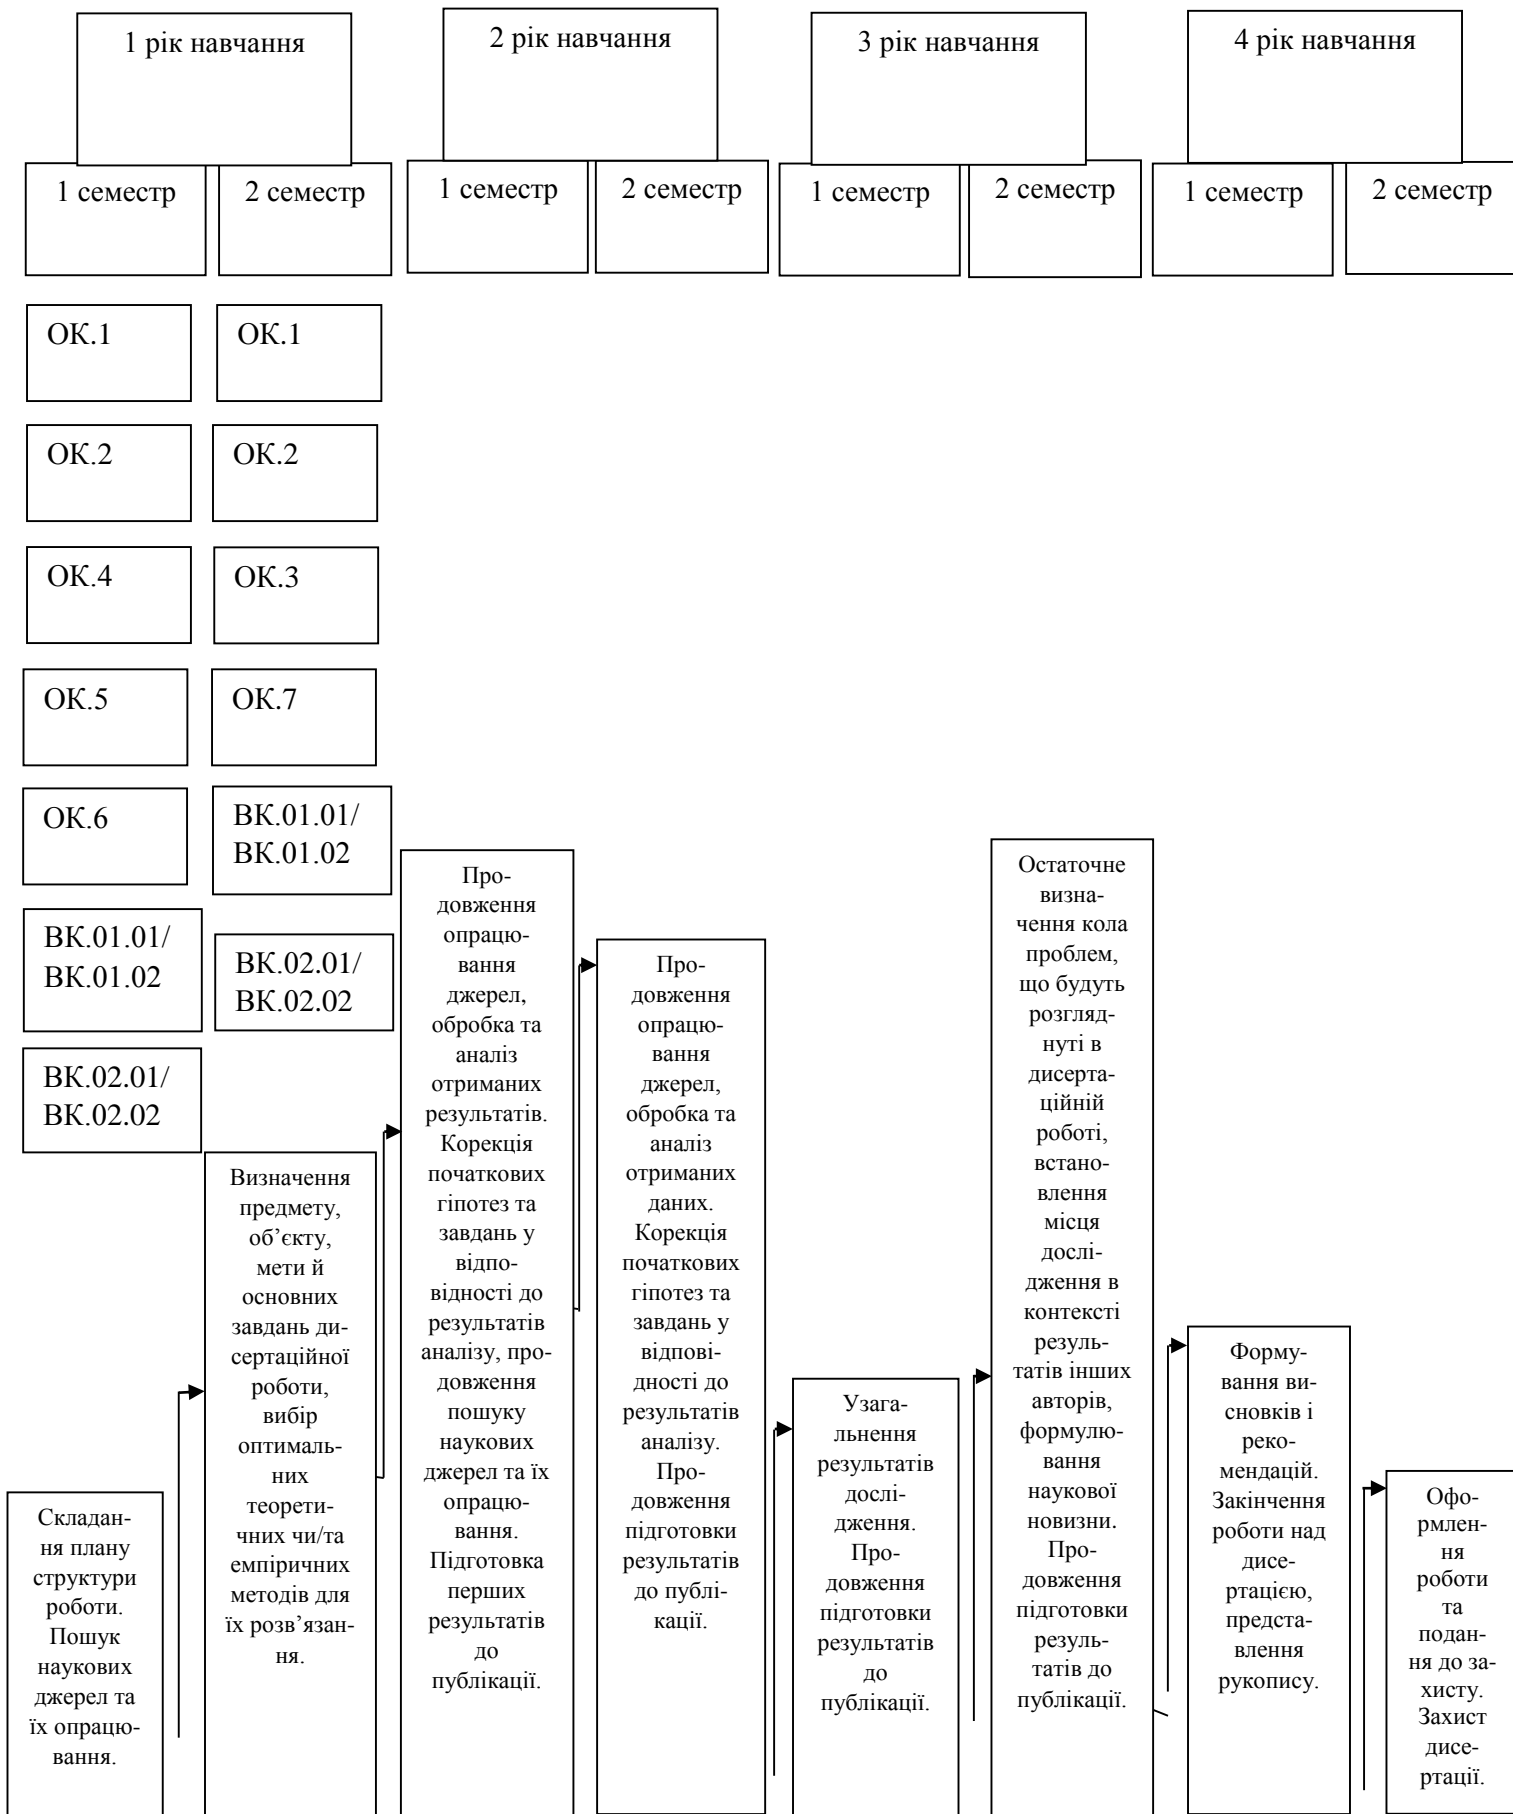 1 рік навчання
2 рік навчання
3 рік навчання
4 рік навчання
1 семестр
2 семестр
1 семестр
2 семестр
1 семестр
2 семестр
1 семестр
2 семестр
ОК.1
ОК.1
ОК.2
ОК.2
ОК.4
ОК.3
ОК.5
ОК.7
ОК.6
ВК.01.01/
ВК.01.02
ВК.01.01/
ВК.01.02
ВК.02.01/
ВК.02.02
ВК.02.01/
ВК.02.02
Складан-
ня плану
структури
роботи.
Пошук
наукових
джерел та
їх опрацю-
вання.
Визначення
предмету,
об’єкту,
мети й
основних
завдань ди-
сертаційної
роботи,
вибір
оптималь-
них
теорети-
чних чи/та
емпіричних
методів для
їх розв’язан-
ня.
Про-
довження
опрацю-
вання
джерел,
обробка та
аналіз
отриманих
результатів.
Корекція
початкових
гіпотез та
завдань у
відпо-
відності до
результатів
аналізу, про-
довження
пошуку
наукових
джерел та їх
опрацю-
вання.
Підготовка
перших
результатів
до
публікації.
Про-
довження
опрацю-
вання
джерел,
обробка та
аналіз
отриманих
даних.
Корекція
початкових
гіпотез та
завдань у
відпові-
дності до
результатів
аналізу.
Про-
довження
підготовки
результатів
до публі-
кації.
Узага-
льнення
результатів
дослі-
дження.
Про-
довження
підготовки
результатів
до
публікації.
Остаточне
визна-
чення кола
проблем,
що будуть
розгляд-
нуті в
дисерта-
ційній
роботі,
встано-
влення
місця
дослі-
дження в
контексті
резуль-
татів інших
авторів,
формулю-
вання
наукової
новизни.
Про-
довження
підготовки
резуль-
татів до
публікації.
Форму-
вання ви-
сновків і
реко-
мендацій.
Закінчення
роботи над
дисе-
ртацією,
предста-
влення
рукопису.
Офо-
рмлен-
ня
роботи
та
подан-
ня до за-
хисту.
Захист
дисе-
ртації.